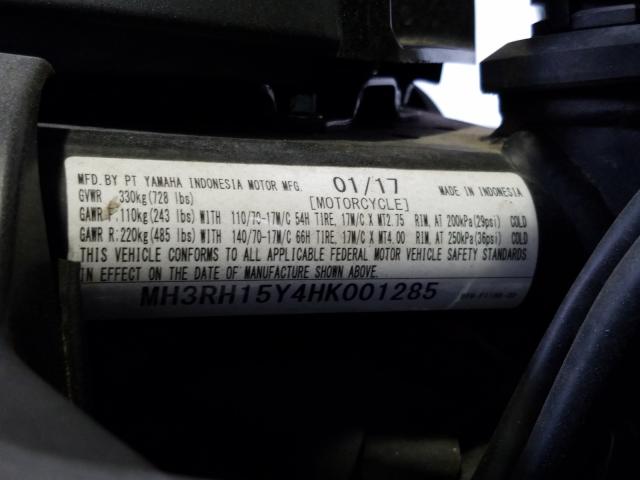 MFD. BY PT YAMAHA INDONESIA MOTOR MFG. 01/17 MADE IN INDONESIA
GVWR 330kg(728 lbs) [MOTORCYCLE]
GAWR F:110kg(243 lbs) WITH 110/70-17M/C 54H TIRE, 17M/C X MT2.75 RIM, AT 200kPa(29psi) COLD
GAWR R:220kg(485 lbs) WITH 140/70-17M/C 66H TIRE, 17M/C X MT4.00 RIM, AT 250kPa(36psi) COLD
THIS VEHICLE CONFORMS TO ALL APPLICABLE FEDERAL MOTOR VEHICLE SAFETY STANDARDS
IN EFFECT ON THE DATE OF MANUFACTURE SHOWN ABOVE.
MH3RH15Y4HK001285